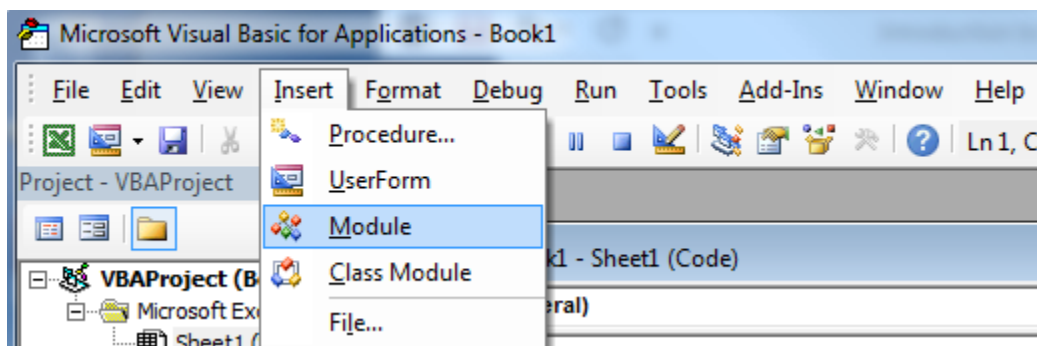 Microsoft Visual Basic for Applications - Book1
File Edit View Insert Format Debug Run Tools Add-Ins Window Help
Procedure... Ln 1, C
Project - VBAProject UserForm
Module
Class Module k1 - Sheet1 (Code)
VBAProject (B
Microsoft Exc eral)
File...
Sheet1 (